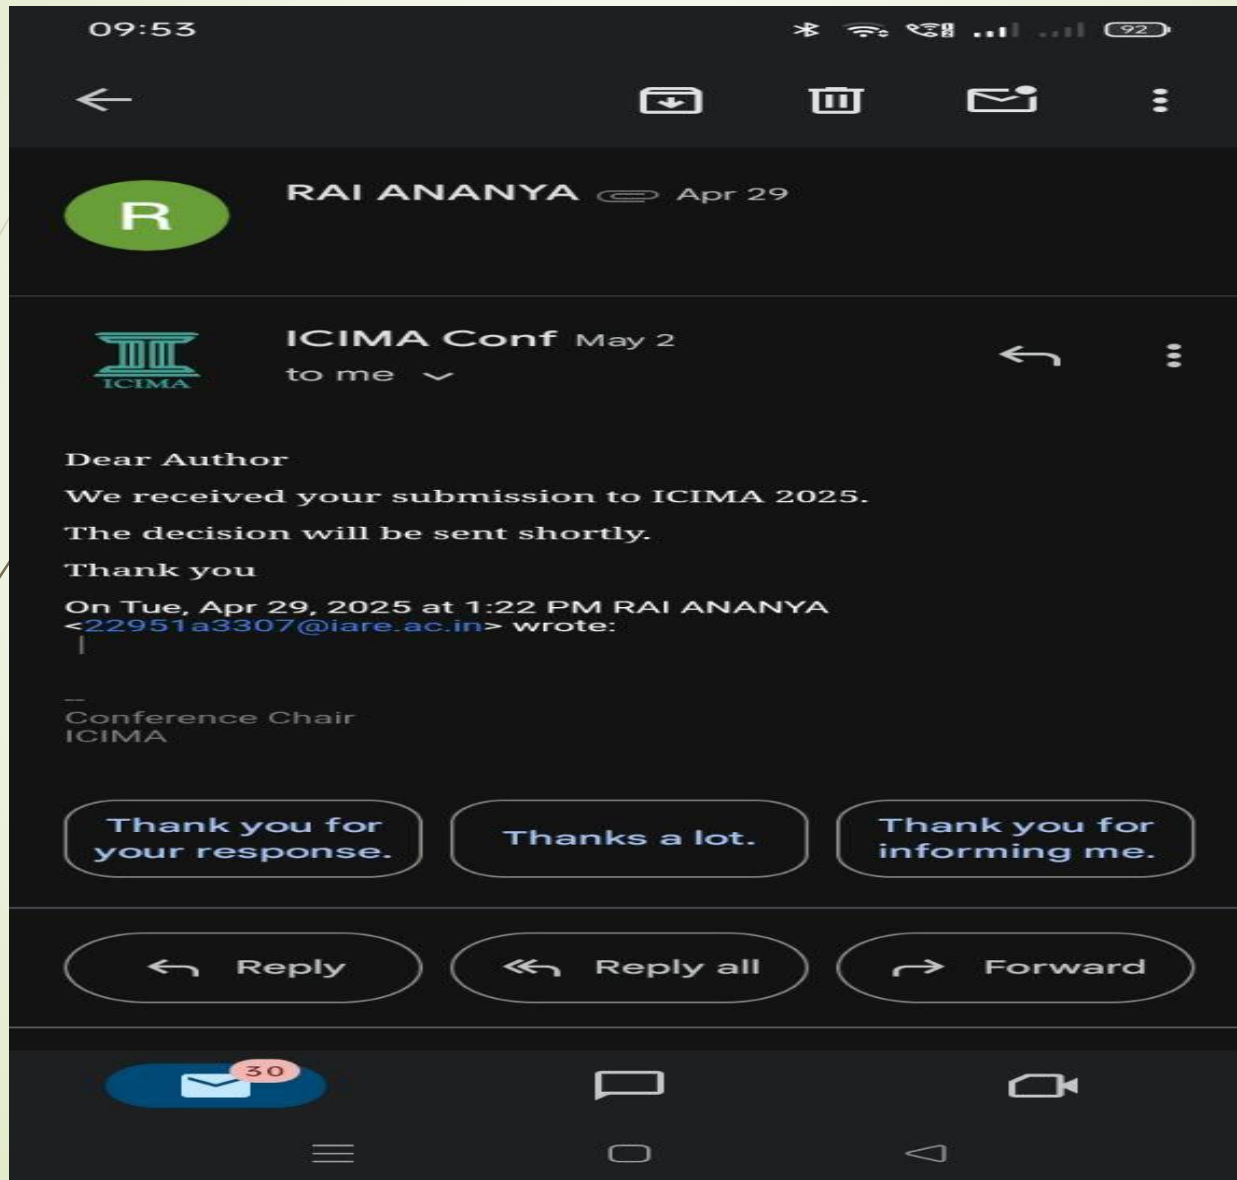 09:53
92
R
RAI ANANYA Apr 29
ICIMA
ICIMA Conf May 2
to me
Dear Author
We received your submission to ICIMA 2025.
The decision will be sent shortly.
Thank you
On Tue, Apr 29, 2025 at 1:22 PM RAI ANANYA
<22951a3307@iare.ac.in> wrote:
--
Conference Chair
ICIMA
Thank you for
your response.
Thanks a lot.
Thank you for
informing me.
Reply
Reply all
Forward
30